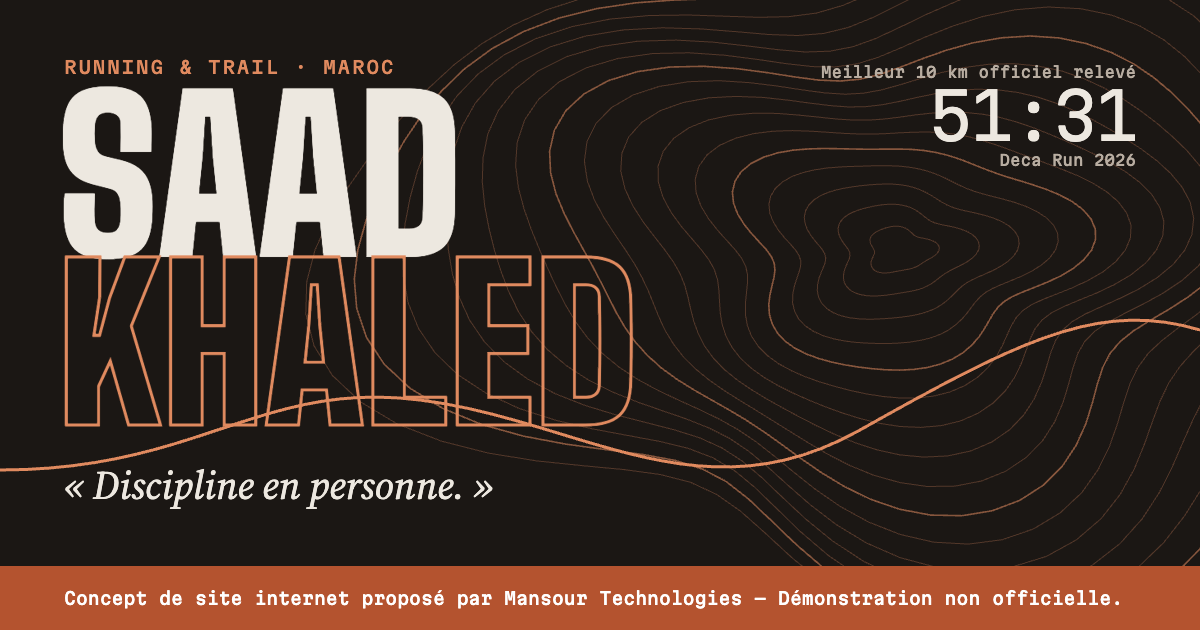 RUNNING & TRAIL · MAROC
SAAD
KHALED
« Discipline en personne. »
Meilleur 10 km officiel relevé
51:31
Deca Run 2026
Concept de site internet proposé par Mansour Technologies — Démonstration non officielle.